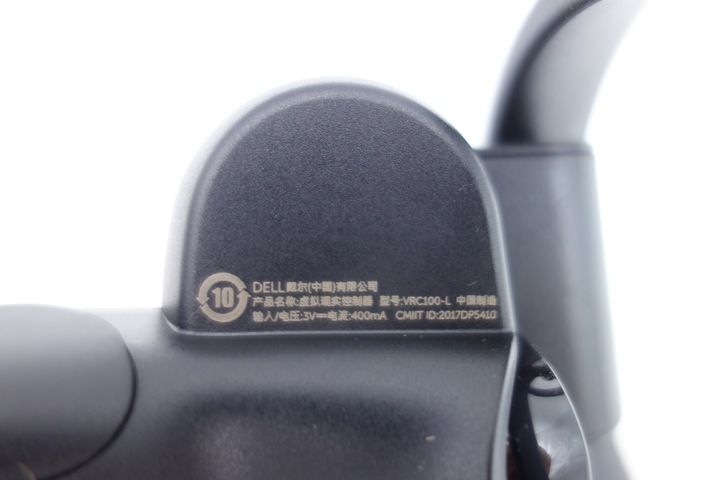 10
DELL戴尔(中国)有限公司
产品名称:虚拟现实控制器 型号:VRC100-L 中国制造
输入/电压:3V⎓电流:400mA CMIIT ID:2017DP5410